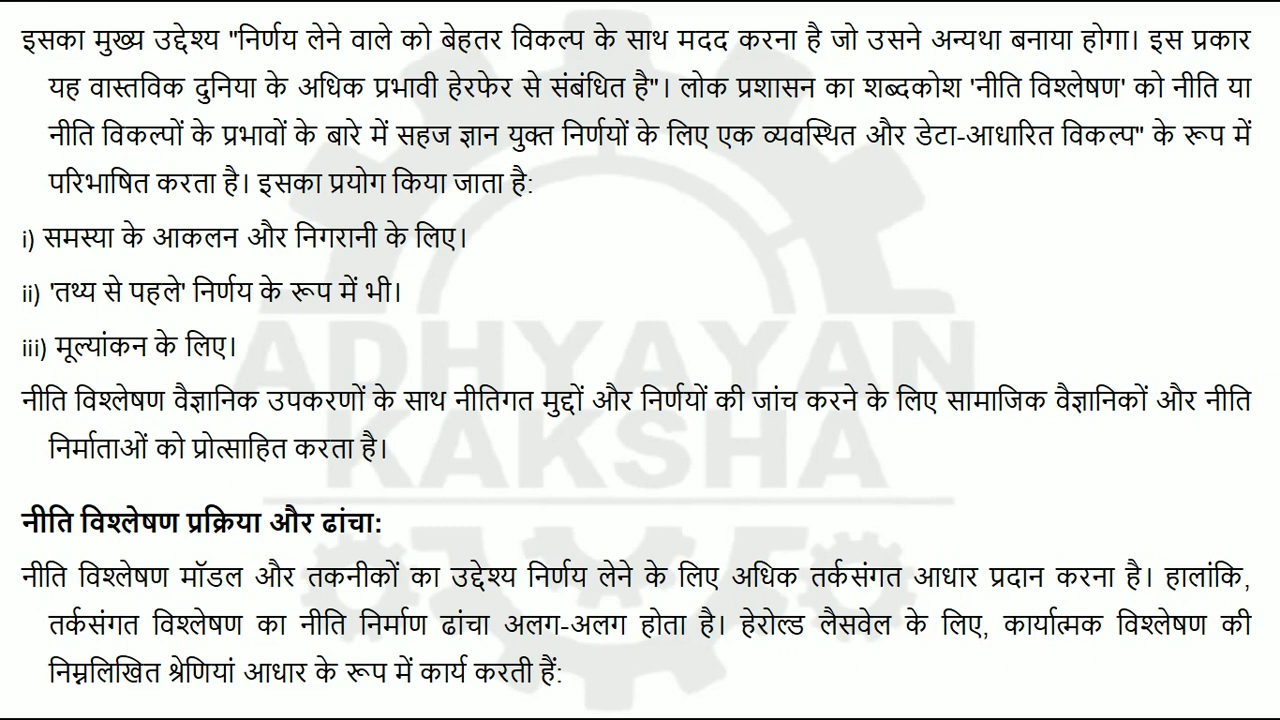 इसका मुख्य उद्देश्य "निर्णय लेने वाले को बेहतर विकल्प के साथ मदद करना है जो उसने अन्यथा बनाया होगा। इस प्रकार
यह वास्तविक दुनिया के अधिक प्रभावी हेरफेर से संबंधित है"। लोक प्रशासन का शब्दकोश 'नीति विश्लेषण' को नीति या
नीति विकल्पों के प्रभावों के बारे में सहज ज्ञान युक्त निर्णयों के लिए एक व्यवस्थित और डेटा-आधारित विकल्प" के रूप में
परिभाषित करता है। इसका प्रयोग किया जाता है:
i) समस्या के आकलन और निगरानी के लिए।
ii) 'तथ्य से पहले' निर्णय के रूप में भी।
iii) मूल्यांकन के लिए।
ADHYAYAN
नीति विश्लेषण वैज्ञानिक उपकरणों के साथ नीतिगत मुद्दों और निर्णयों की जांच करने के लिए सामाजिक वैज्ञानिकों और नीति
निर्माताओं को प्रोत्साहित करता है।
KAKSHA
नीति विश्लेषण प्रक्रिया और ढांचा:
नीति विश्लेषण मॉडल और तकनीकों का उद्देश्य निर्णय लेने के लिए अधिक तर्कसंगत आधार प्रदान करना है। हालांकि,
तर्कसंगत विश्लेषण का नीति निर्माण ढांचा अलग-अलग होता है। हेरोल्ड लैसवेल के लिए, कार्यात्मक विश्लेषण की
निम्नलिखित श्रेणियां आधार के रूप में कार्य करती हैं: